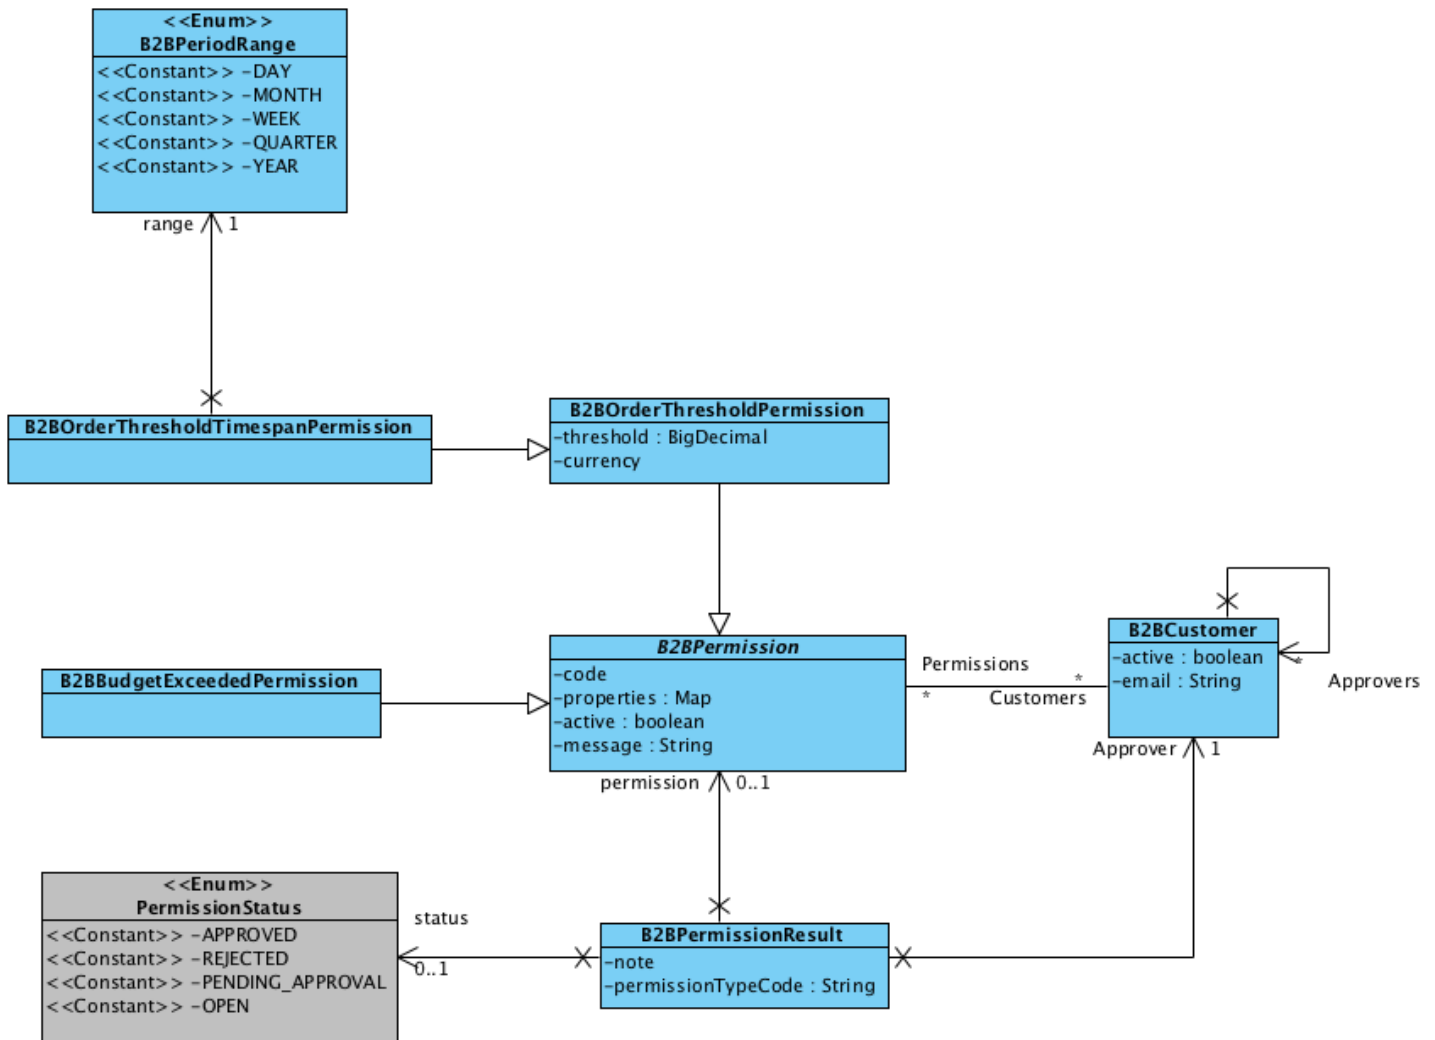 <<Enum>>
B2BPeriodRange
<<Constant>> -DAY
<<Constant>> -MONTH
<<Constant>> -WEEK
<<Constant>> -QUARTER
<<Constant>> -YEAR
range 1
B2BOrderThresholdTimespanPermission
B2BOrderThresholdPermission
-threshold : BigDecimal
-currency
B2BPermission
-code
-properties : Map
-active : boolean
-message : String
Permissions
*
*
Customers
B2BCustomer
-active : boolean
-email : String
*
Approvers
B2BBudgetExceededPermission
permission 0..1
Approver 1
<<Enum>>
PermissionStatus
<<Constant>> -APPROVED
<<Constant>> -REJECTED
<<Constant>> -PENDING_APPROVAL
<<Constant>> -OPEN
status
0..1
B2BPermissionResult
-note
-permissionTypeCode : String